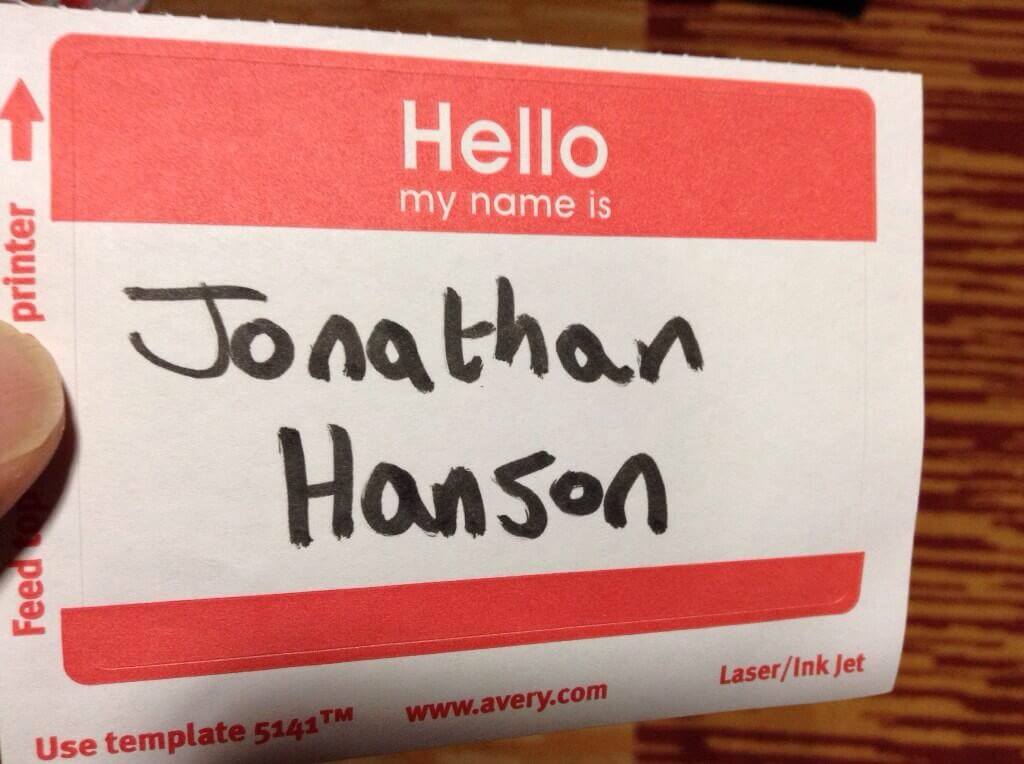 Hello
my name is
Jonathan
Hanson
printer
Feed
Laser/Ink Jet
www.avery.com
Use template 5141™